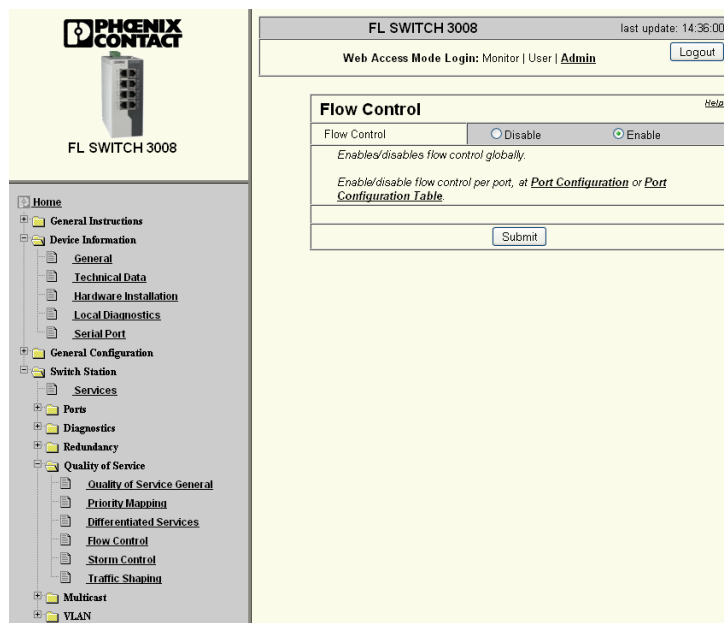 PHŒNIX
CONTACT
FL SWITCH 3008
Home
General Instructions
Device Information
General
Technical Data
Hardware Installation
Local Diagnostics
Serial Port
General Configuration
Switch Station
Services
Ports
Diagnostics
Redundancy
Quality of Service
Quality of Service General
Priority Mapping
Differentiated Services
Flow Control
Storm Control
Traffic Shaping
Multicast
VLAN
FL SWITCH 3008 last update: 14:36:00
Web Access Mode Login: Monitor | User | Admin Logout
Flow Control Help
Flow Control Disable Enable
Enables/disables flow control globally.
Enable/disable flow control per port, at Port Configuration or Port
Configuration Table.
Submit